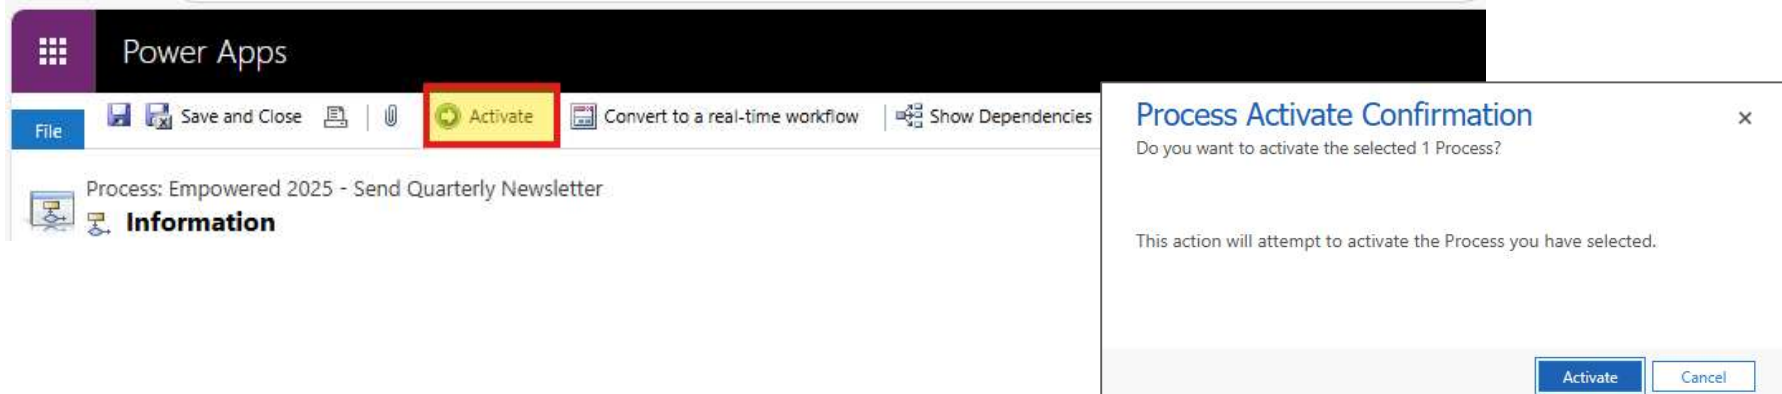 Power Apps
File
Save and Close
Activate
Convert to a real-time workflow
Show Dependencies
Process: Empowered 2025 - Send Quarterly Newsletter
Information
Process Activate Confirmation
Do you want to activate the selected 1 Process?
This action will attempt to activate the Process you have selected.
Activate
Cancel